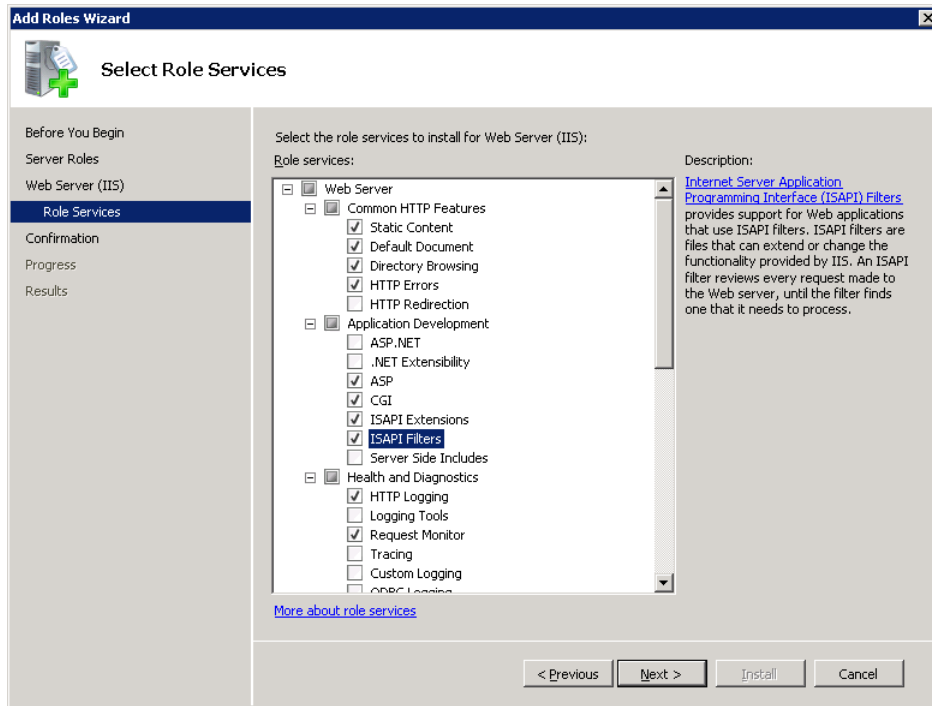 Add Roles Wizard
Select Role Services
Before You Begin
Server Roles
Web Server (IIS)
Role Services
Confirmation
Progress
Results
Select the role services to install for Web Server (IIS):
Role services:
Web Server
Common HTTP Features
Static Content
Default Document
Directory Browsing
HTTP Errors
HTTP Redirection
Application Development
ASP.NET
.NET Extensibility
ASP
CGI
ISAPI Extensions
ISAPI Filters
Server Side Includes
Health and Diagnostics
HTTP Logging
Logging Tools
Request Monitor
Tracing
Custom Logging
ODBC Logging
More about role services
Description:
Internet Server Application
Programming Interface (ISAPI) Filters
provides support for Web applications
that use ISAPI filters. ISAPI filters are
files that can extend or change the
functionality provided by IIS. An ISAPI
filter reviews every request made to
the Web server, until the filter finds
one that it needs to process.
< Previous
Next >
Install
Cancel